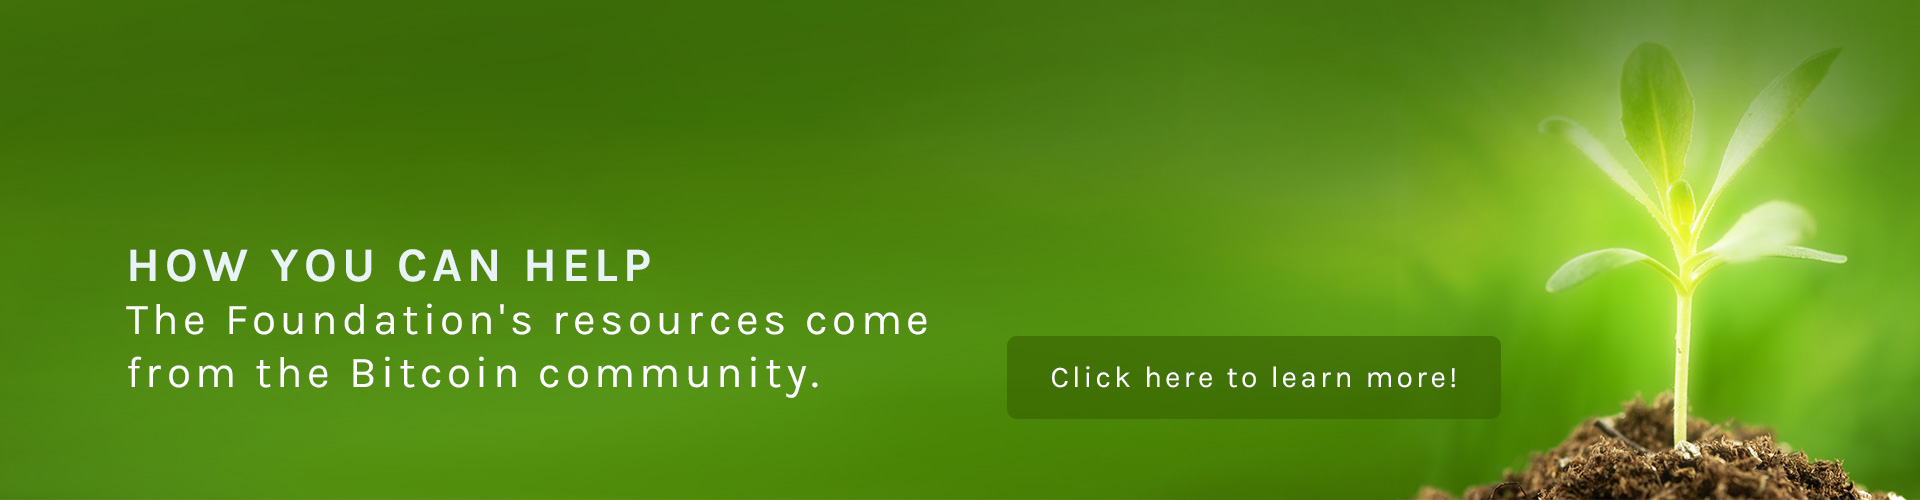 HOW YOU CAN HELP
The Foundation's resources come
from the Bitcoin community.
Click here to learn more!